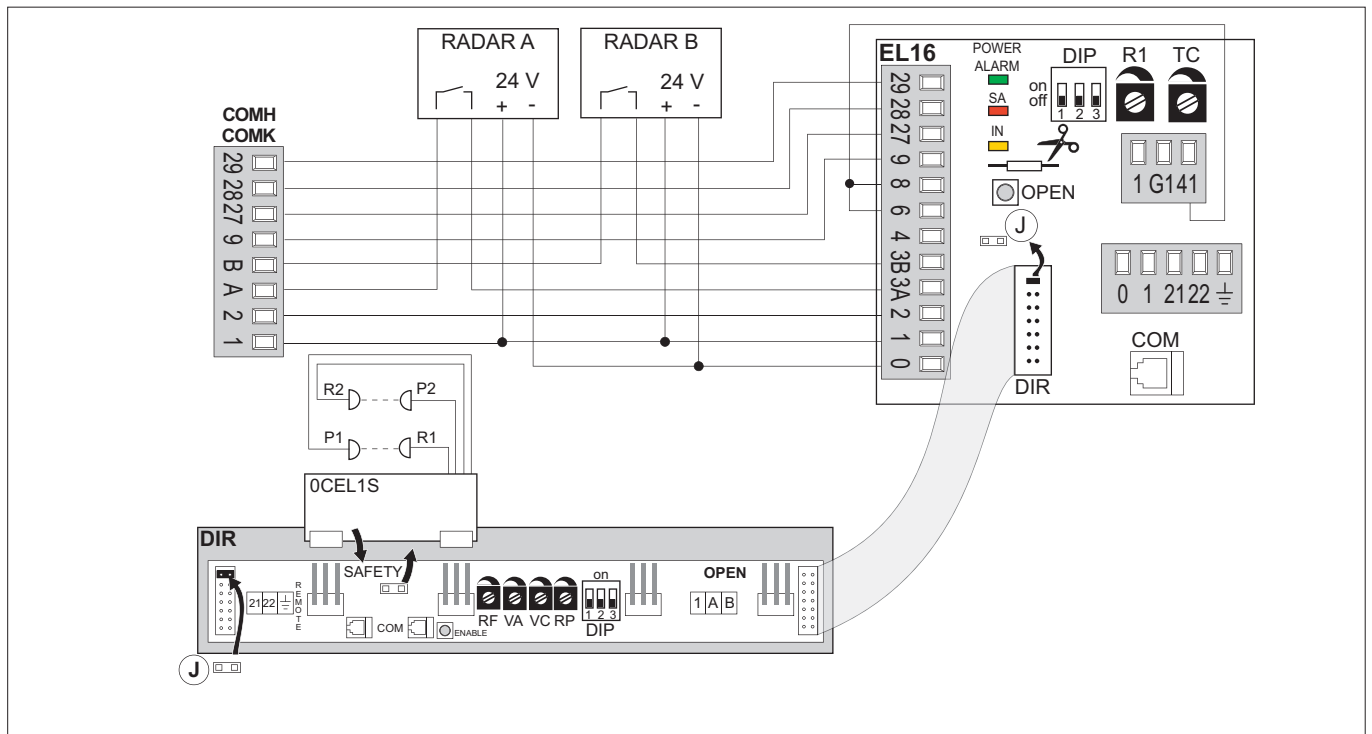 RADAR A
24 V
+ -
RADAR B
24 V
+ -
COMH
COMK
29
28
27
9
B
A
2
1
EL16
29
28
27
9
8
6
4
3B
3A
2
1
0
POWER
ALARM
SA
IN
on
off
DIP
1 2 3
R1
TC
OPEN
J
1 G1 41
0 1 21 22
COM
DIR
R2
P2
P1
R1
0CEL1S
DIR
21 22
REMOTE
SAFETY
COM
ENABLE
RF VA VC RP
on
1 2 3
DIP
OPEN
1 A B
J